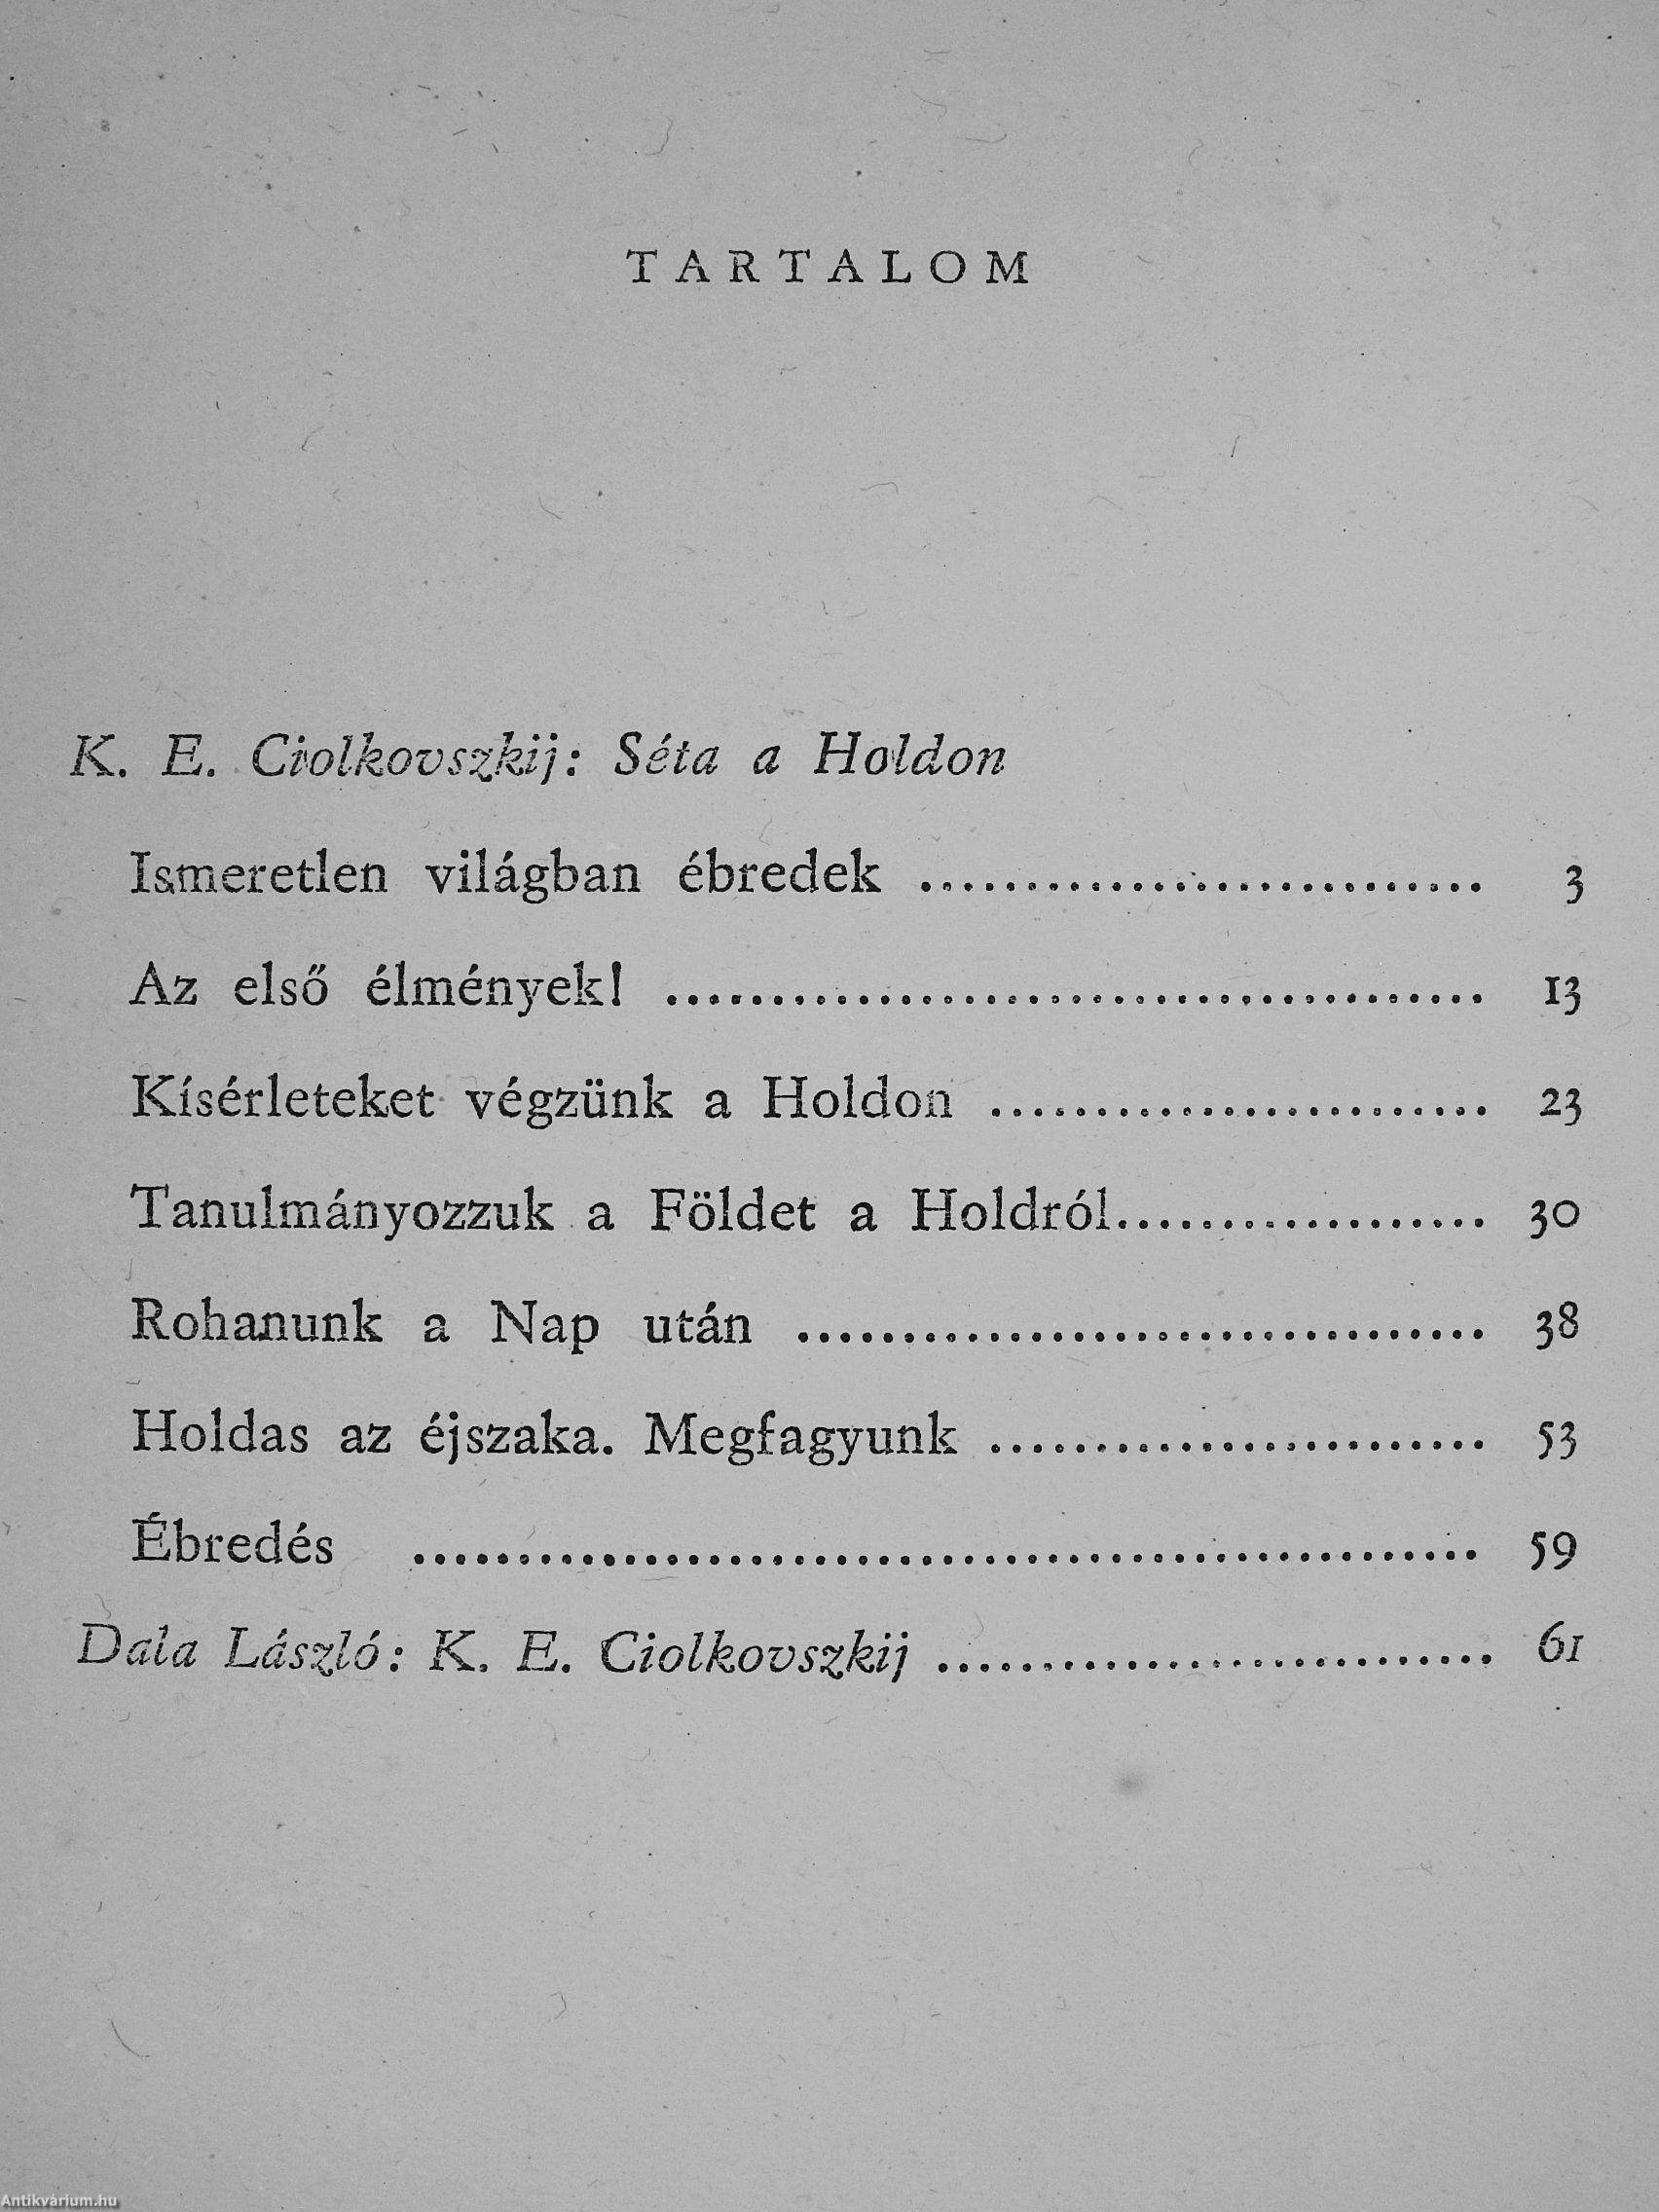 TARTALOM
K. E. Ciolkovszkij: Séta a Holdon
Ismeretlen világban ébredek ........................... 3
Az első élmények! ....................................... 13
Kísérleteket végzünk a Holdon ........................ 23
Tanulmányozzuk a Földet a Holdról.................. 30
Rohanunk a Nap után ................................. 38
Holdas az éjszaka. Megfagyunk ........................ 53
Ébredés ................................................... 59
Dala László: K. E. Ciolkovszkij ........................... 61
Antikvárium.hu